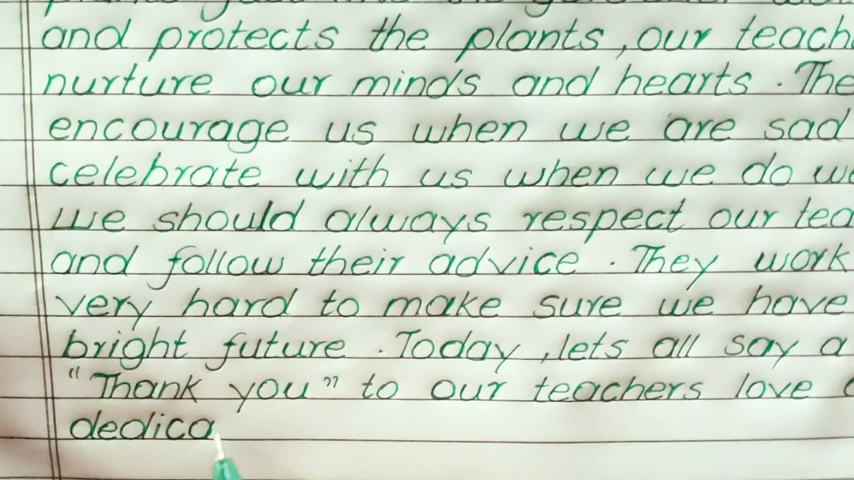 and protects the plants, our teach
nurture our minds and hearts. The
encourage us when we are sad
celebrate with us when we do we
we should always respect our tea
and follow their advice. They work
very hard to make sure we have
bright future. Today, lets all say a
"Thank you" to our teachers love
dedica